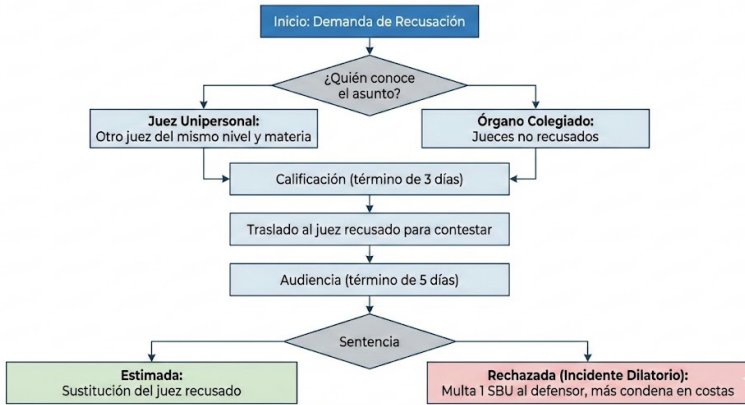 Inicio: Demanda de Recusación
¿Quién conoce
el asunto?
Juez Unipersonal:
Otro juez del mismo nivel y materia
Órgano Colegiado:
Jueces no recusados
Calificación (término de 3 días)
Traslado al juez recusado para contestar
Audiencia (término de 5 días)
Sentencia
Estimada:
Sustitución del juez recusado
Rechazada (Incidente Dilatorio):
Multa 1 SBU al defensor, más condena en costas